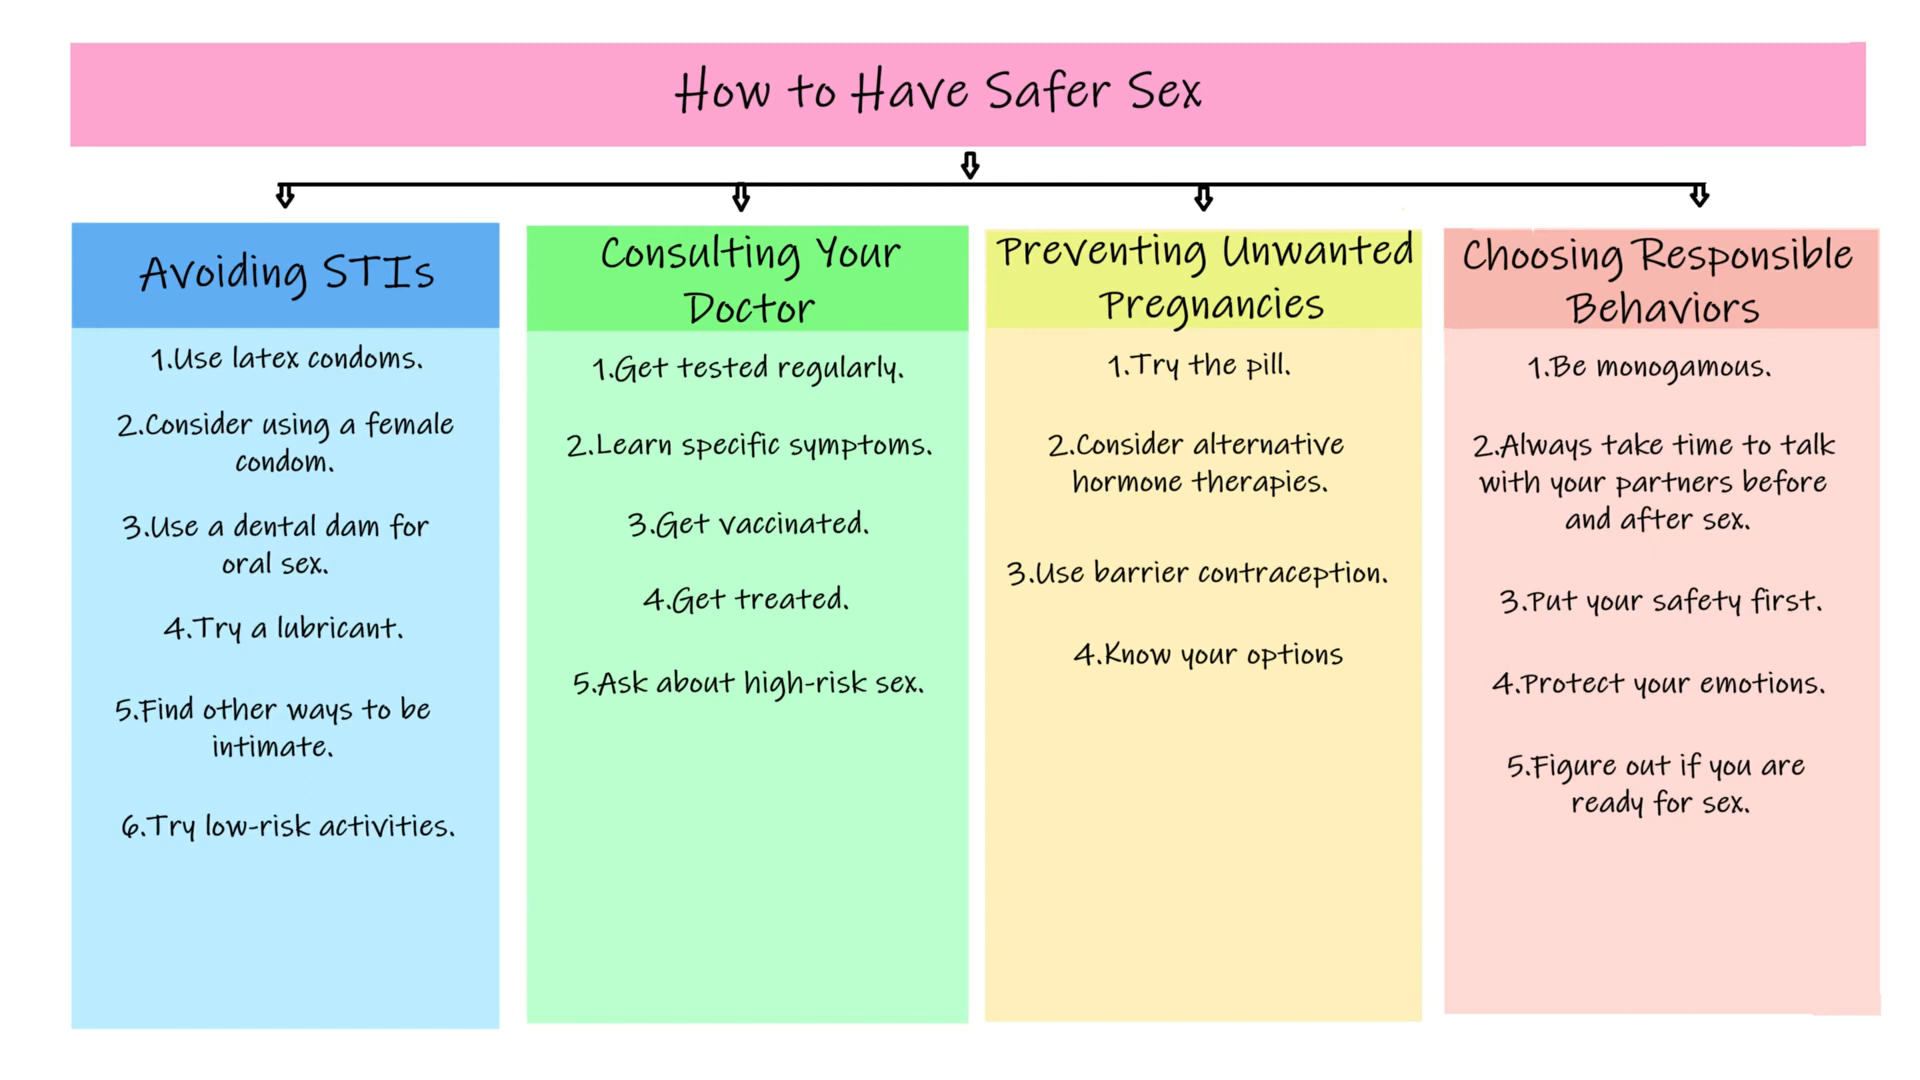 How to Have Safer Sex
Avoiding STIs
1.Use latex condoms.
2.Consider using a female
condom.
3.Use a dental dam for
oral sex.
4.Try a lubricant.
5.Find other ways to be
intimate.
6.Try low-risk activities.
Consulting Your
Doctor
1.Get tested regularly.
2.Learn specific symptoms.
3.Get vaccinated.
4.Get treated.
5.Ask about high-risk sex.
Preventing Unwanted
Pregnancies
1.Try the pill.
2.Consider alternative
hormone therapies.
3.Use barrier contraception.
4.Know your options
Choosing Responsible
Behaviors
1.Be monogamous.
2.Always take time to talk
with your partners before
and after sex.
3.Put your safety first.
4.Protect your emotions.
5.Figure out if you are
ready for sex.